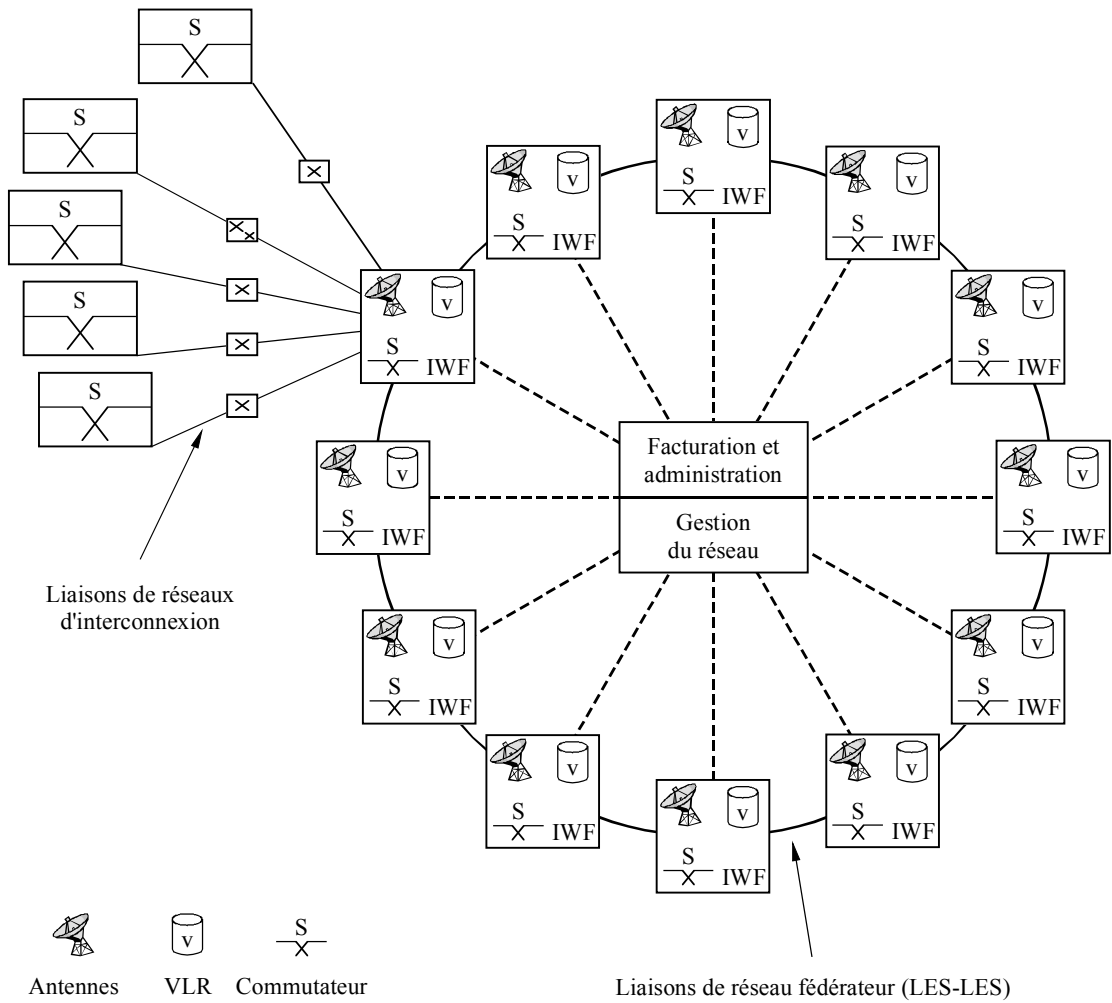 S
S
S
S
S
V
S
IWF
V
S
IWF
V
S
IWF
V
S
IWF
V
S
IWF
V
S
IWF
V
S
IWF
V
S
IWF
V
S
IWF
V
S
IWF
V
S
IWF
V
S
IWF
Facturation et
administration
Gestion
du réseau
Liaisons de réseaux
d'interconnexion
V
S
Antennes VLR Commutateur
Liaisons de réseau fédérateur (LES-LES)